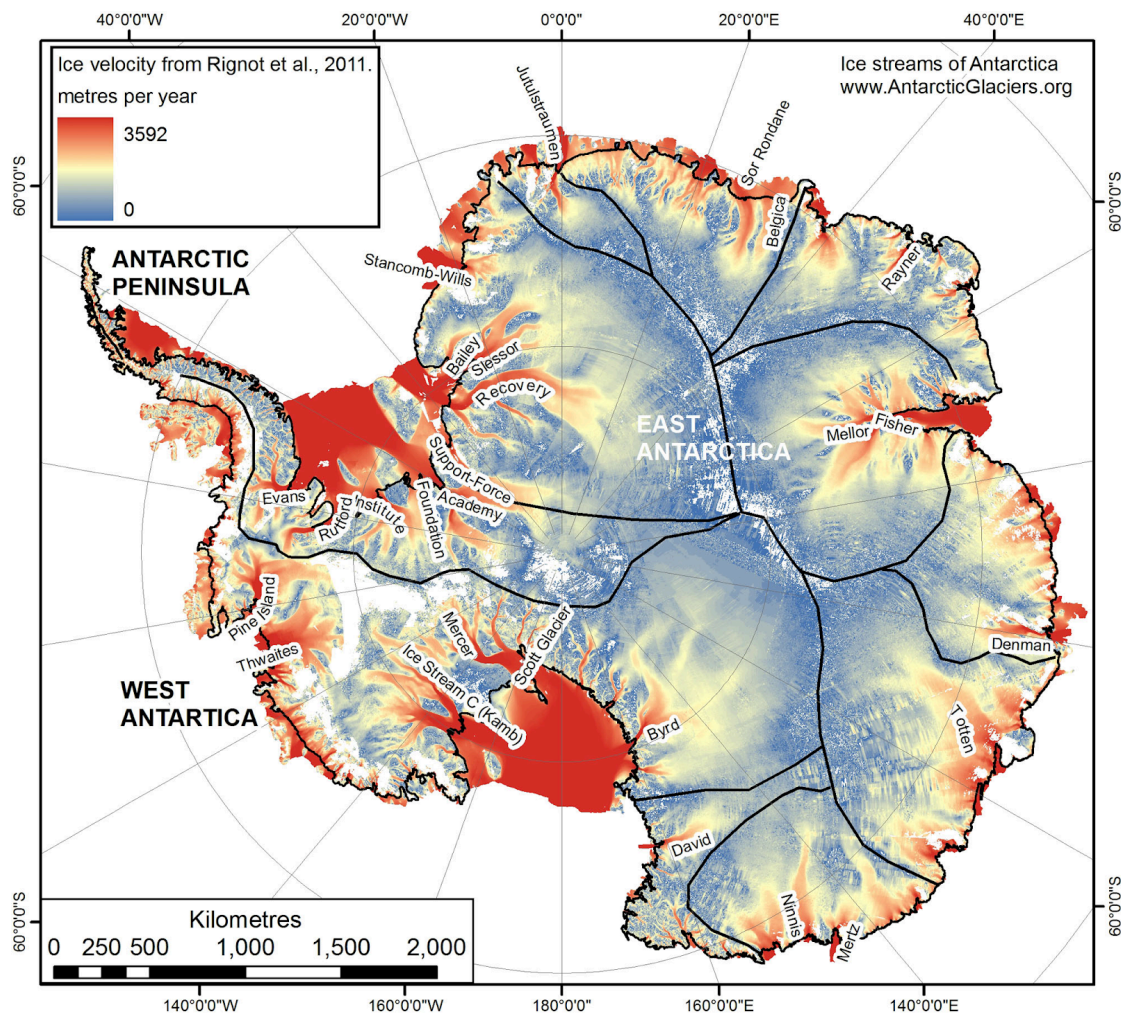 40°0'0"W
20°0'0"W
0°0'0"
20°0'0"E
40°0'0"E
Ice velocity from Rignot et al., 2011.
metres per year
3592
0
Ice streams of Antarctica
www.AntarcticGlaciers.org
60°0'0"S
60°0'0"S
Jutulstraumen
Sor Rondane
Belgica
Rayner
ANTARCTIC
PENINSULA
Stancomb-Wills
Bailey
Slessor
Recovery
EAST
ANTARCTICA
Mellor
Fisher
Support-Force
Academy
Foundation
Institute
Rutford
Evans
Pine Island
Thwaites
Mercer
Scott Glacier
Ice Stream C (Kamb)
WEST
ANTARTICA
Byrd
Denman
Totten
David
Ninnis
Mertz
60°0'0"S
60°0'0"S
Kilometres
0 250 500 1,000 1,500 2,000
140°0'0"W
160°0'0"W
180°0'0"
160°0'0"E
140°0'0"E